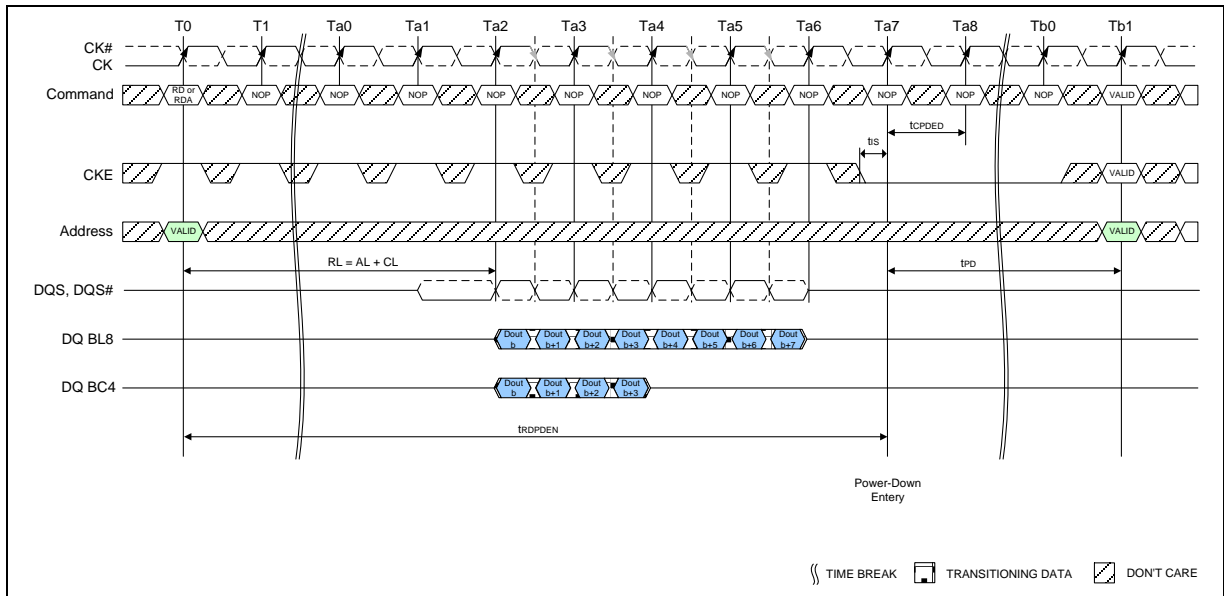 T0 T1 Ta0 Ta1 Ta2 Ta3 Ta4 Ta5 Ta6 Ta7 Ta8 Tb0 Tb1
CK#
CK
Command RD or RDA NOP NOP NOP NOP NOP NOP NOP NOP NOP NOP NOP VALID
tCPDED
tIS
CKE VALID
Address VALID VALID
RL = AL + CL tPD
DQS, DQS#
DQ BL8 Dout b Dout b+1 Dout b+2 Dout b+3 Dout b+4 Dout b+5 Dout b+6 Dout b+7
DQ BC4 Dout b Dout b+1 Dout b+2 Dout b+3
tRDPDEN
Power-Down
Entery
TIME BREAK TRANSITIONING DATA DON'T CARE